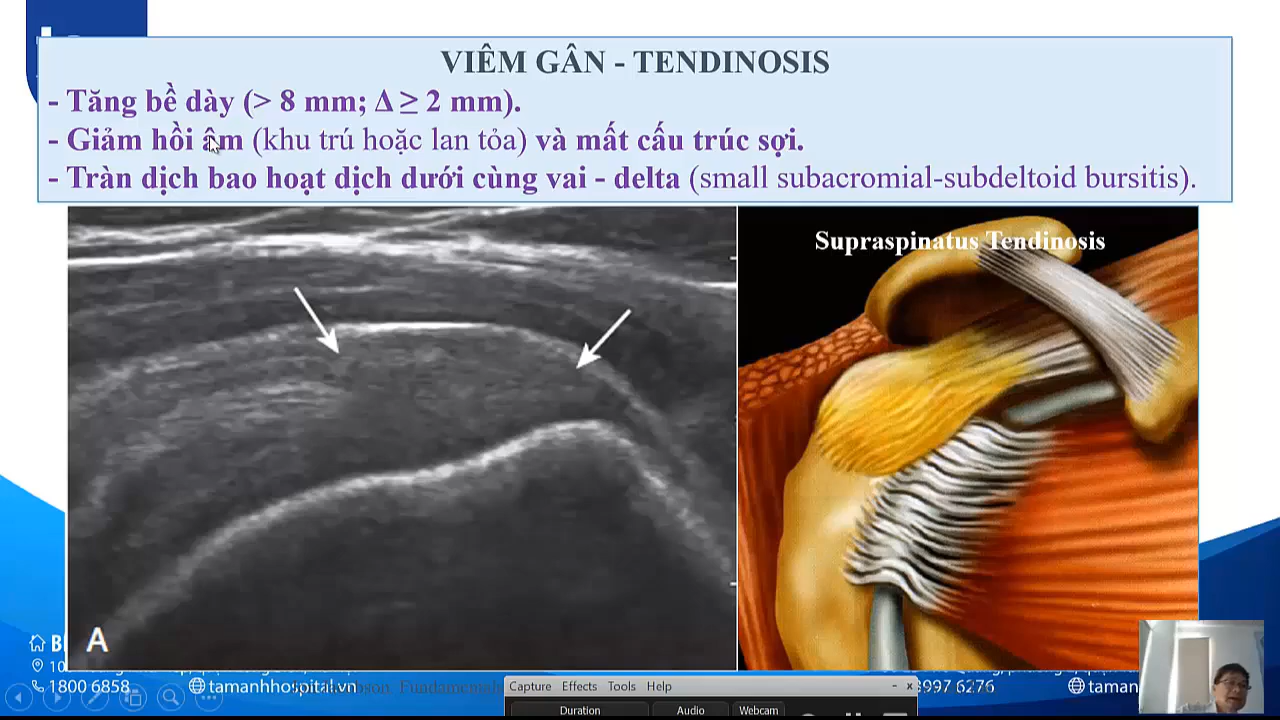 VIÊM GÂN - TENDINOSIS
- Tăng bề dày (> 8 mm; Δ ≥ 2 mm).
- Giảm hồi âm (khu trú hoặc lan tỏa) và mất cấu trúc sợi.
- Tràn dịch bao hoạt dịch dưới cùng vai - delta (small subacromial-subdeltoid bursitis).
Supraspinatus Tendinosis
A
1800 6858
tamanhhospital.vn
Capture Effects Tools Help
Duration Audio Webcam